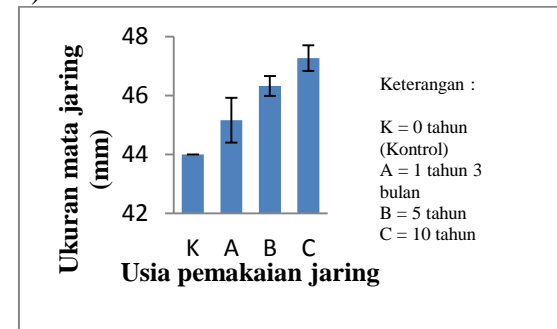 48
46
44
42
Ukuran mata jaring
(mm)
K A B C
Usia pemakaian jaring
Keterangan :
K = 0 tahun
(Kontrol)
A = 1 tahun 3
bulan
B = 5 tahun
C = 10 tahun